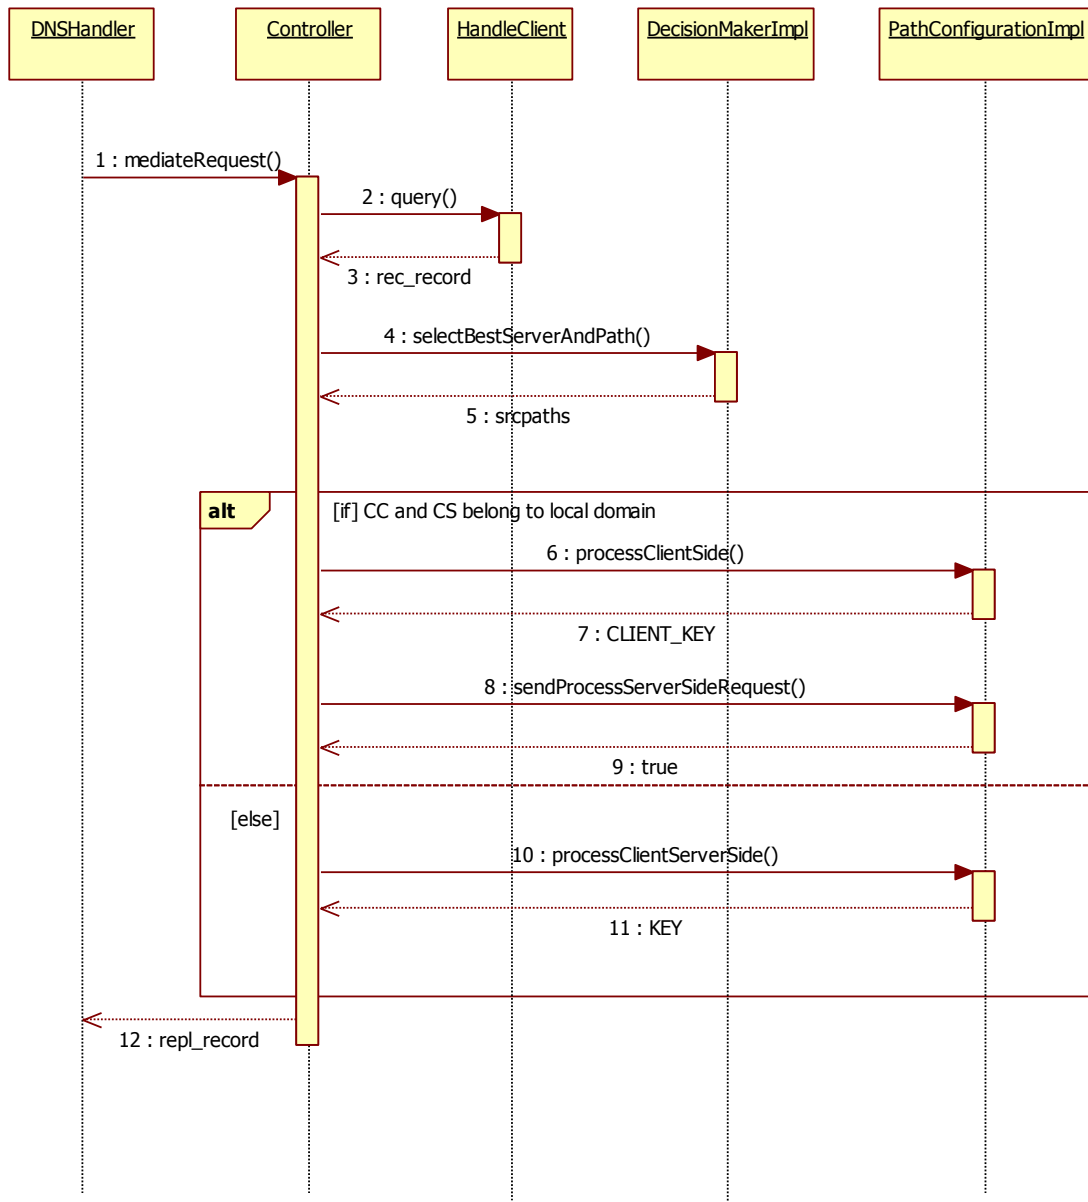 DNSHandler
Controller
HandleClient
DecisionMakerImpl
PathConfigurationImpl
1 : mediateRequest()
2 : query()
3 : rec_record
4 : selectBestServerAndPath()
5 : srcpaths
alt
[if] CC and CS belong to local domain
6 : processClientSide()
7 : CLIENT_KEY
8 : sendProcessServerSideRequest()
9 : true
[else]
10 : processClientServerSide()
11 : KEY
12 : repl_record